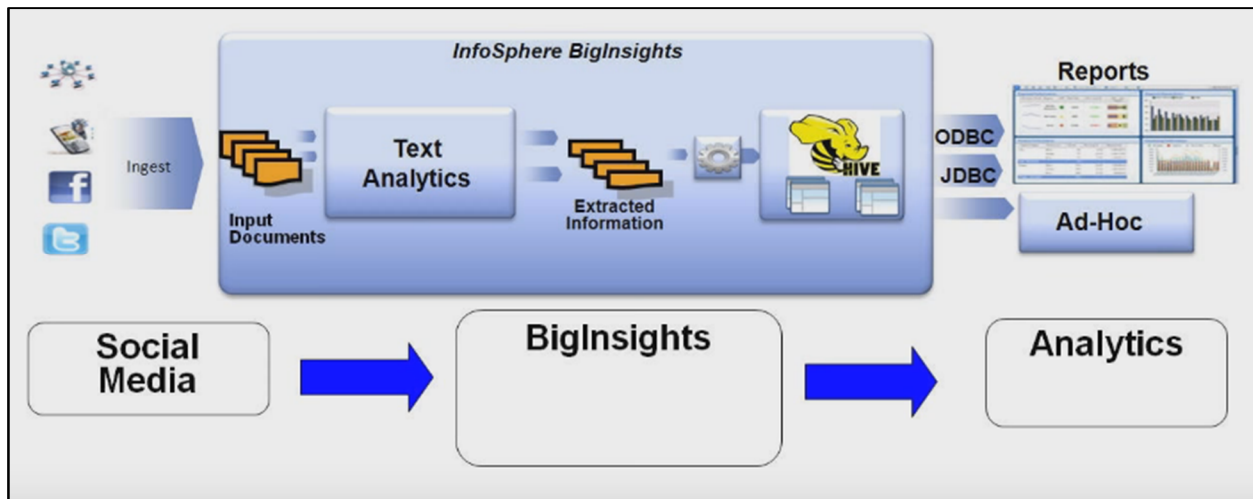 InfoSphere BigInsights
Ingest
Input
Documents
Text
Analytics
Extracted
Information
HIVE
ODBC
JDBC
Reports
Ad-Hoc
Social
Media
BigInsights
Analytics